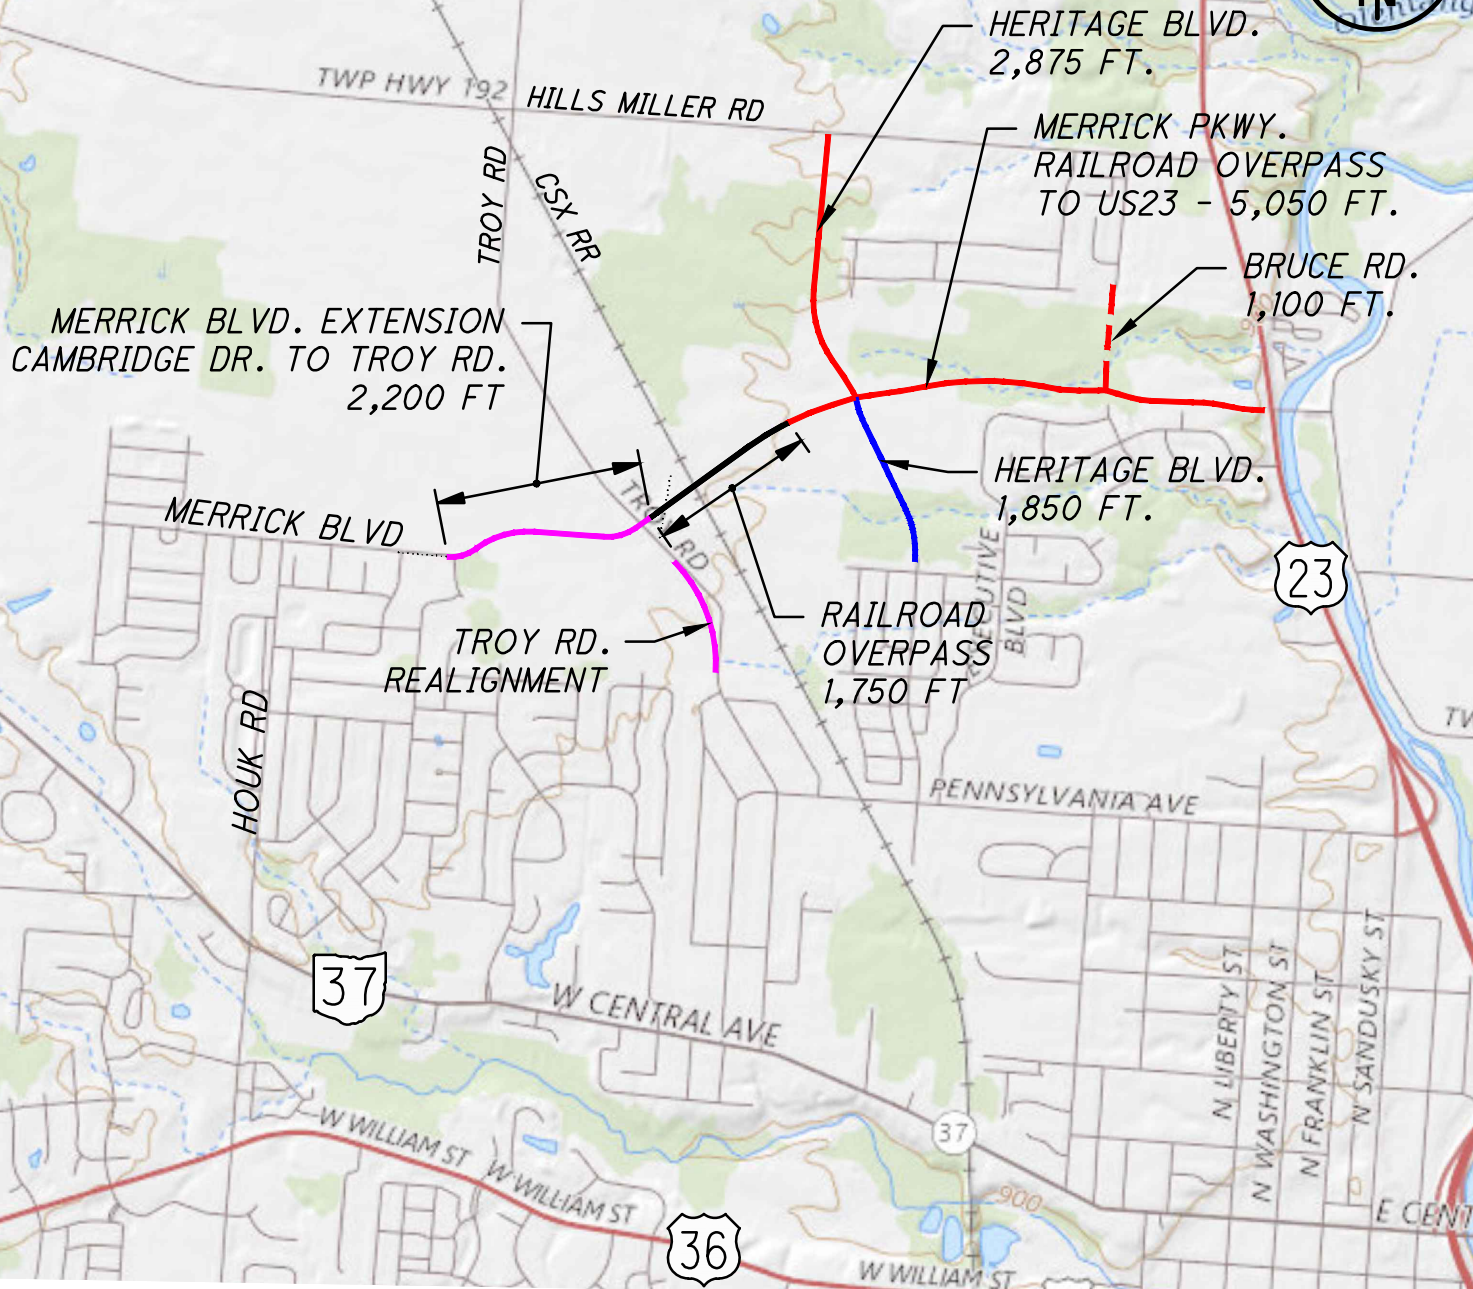 HERITAGE BLVD.
2,875 FT.
TWP HWY 192
HILLS MILLER RD
MERRICK PKWY.
RAILROAD OVERPASS
TO US23 - 5,050 FT.
TROY RD
CSX RR
BRUCE RD.
1,100 FT.
MERRICK BLVD. EXTENSION
CAMBRIDGE DR. TO TROY RD.
2,200 FT
HERITAGE BLVD.
1,850 FT.
MERRICK BLVD
TROY RD
23
EXECUTIVE
BLVD
RAILROAD
OVERPASS
1,750 FT
TROY RD.
REALIGNMENT
HOUK RD
PENNSYLVANIA AVE
37
W CENTRAL AVE
N LIBERTY ST
N WASHINGTON ST
N FRANKLIN ST
N SANDUSKY ST
37
W WILLIAM ST
W WILLIAM ST
900
E CENT
36
W WILLIAM ST